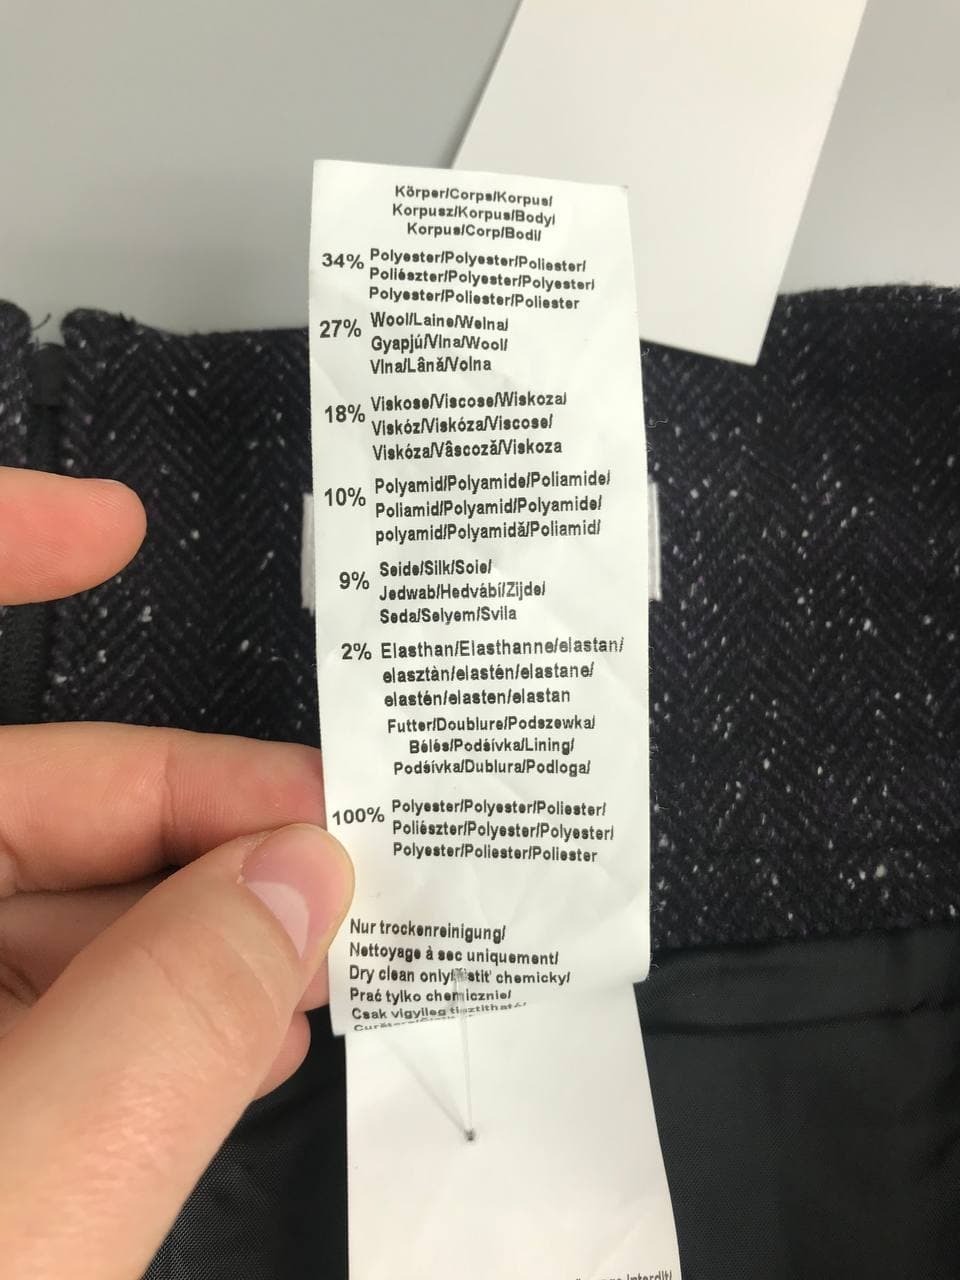 Körper/Corps/Korpus/
Korpusz/Korpus/Body/
Korpus/Corp/Bodi/
34% Polyester/Polyester/Poliester/
Poliészter/Polyester/Polyester/
Polyester/Poliester/Poliester
27% Wool/Laine/Wełna/
Gyapjú/Vlna/Wool/
Vlna/Lână/Volna
18% Viskose/Viscose/Wiskoza/
Viskóz/Viskóza/Viscose/
Viskóza/Vâscoză/Viskoza
10% Polyamid/Polyamide/Poliamide/
Poliamid/Polyamid/Polyamide/
polyamid/Polyamidă/Poliamid/
9% Seide/Silk/Soie/
Jedwab/Hedvábí/Zijde/
Seda/Selyem/Svila
2% Elasthan/Elasthanne/elastan/
elasztàn/elastén/elastane/
elastén/elasten/elastan
Futter/Doublure/Podszewka/
Bélés/Podšívka/Lining/
Podšívka/Dublura/Podloga/
100% Polyester/Polyester/Poliester/
Poliészter/Polyester/Polyester/
Polyester/Poliester/Poliester
Nur trockenreinigung/
Nettoyage à sec uniquement/
Dry clean only/ chemicky/
Prać tylko chemicznie/
Csak vigyileg tisztítható/
interdit/